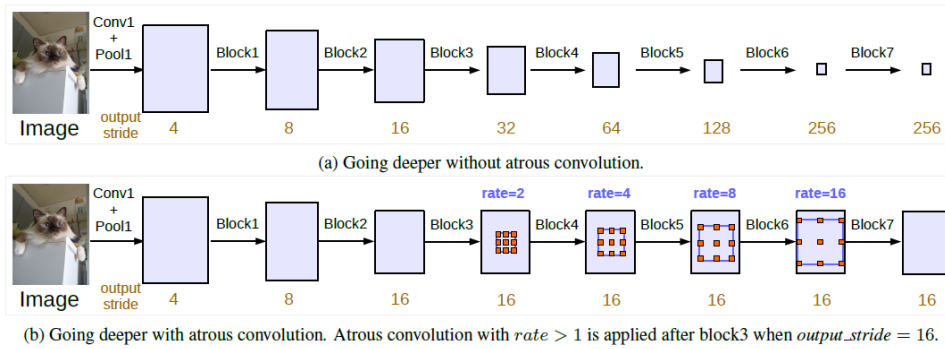 Conv1
+
Pool1
Block1 Block2 Block3 Block4 Block5 Block6 Block7
Image
output
stride
4 8 16 32 64 128 256 256
(a) Going deeper without atrous convolution.
rate=2 rate=4 rate=8 rate=16
Conv1
+
Pool1
Block1 Block2 Block3 Block4 Block5 Block6 Block7
Image
output
stride
4 8 16 16 16 16 16 16
(b) Going deeper with atrous convolution. Atrous convolution with rate > 1 is applied after block3 when output_stride = 16.